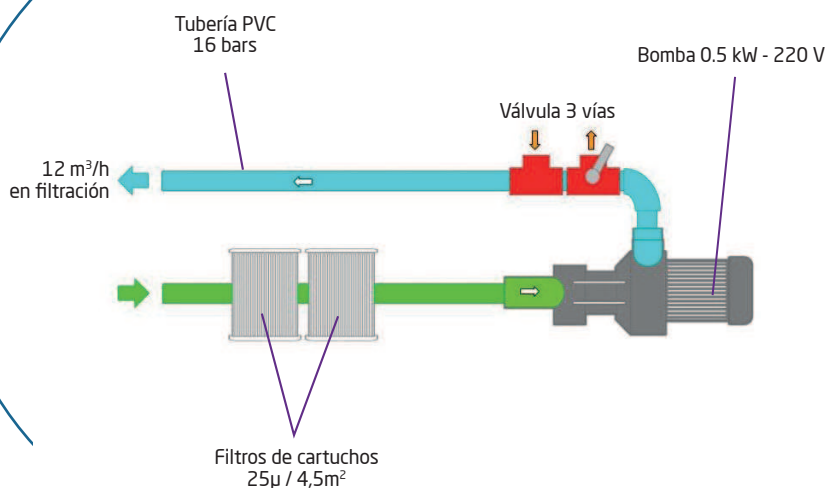 Tubería PVC
16 bars
Bomba 0.5 kW - 220 V
Válvula 3 vías
12 m³/h
en filtración
Filtros de cartuchos
25µ / 4,5m²